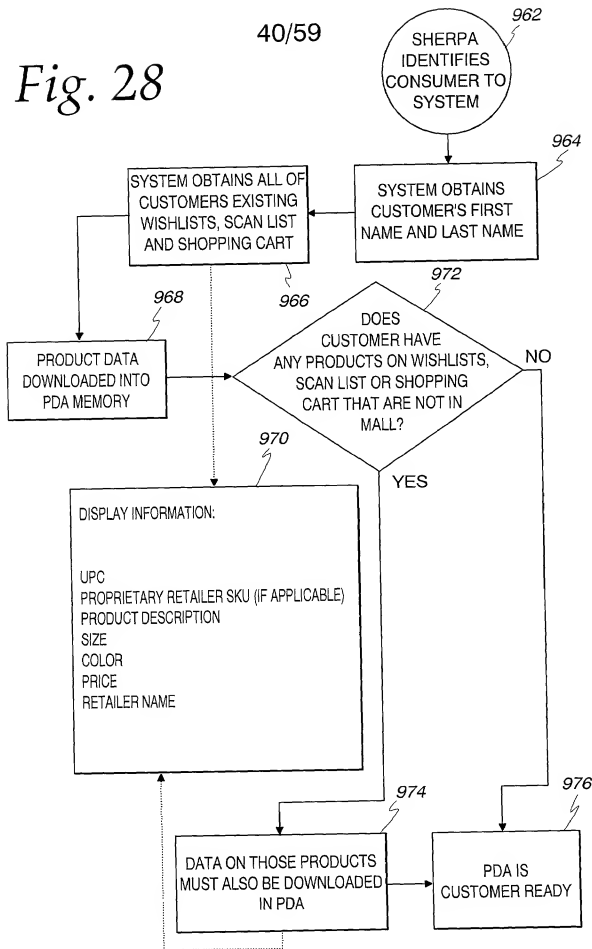 40/59
Fig. 28
962
SHERPA
IDENTIFIES
CONSUMER TO
SYSTEM
964
SYSTEM OBTAINS
CUSTOMER'S FIRST
NAME AND LAST NAME
SYSTEM OBTAINS ALL OF
CUSTOMERS EXISTING
WISHLISTS, SCAN LIST
AND SHOPPING CART
966
968
PRODUCT DATA
DOWNLOADED INTO
PDA MEMORY
972
DOES
CUSTOMER HAVE
ANY PRODUCTS ON WISHLISTS,
SCAN LIST OR SHOPPING
CART THAT ARE NOT IN
MALL?
NO
YES
970
DISPLAY INFORMATION:
UPC
PROPRIETARY RETAILER SKU (IF APPLICABLE)
PRODUCT DESCRIPTION
SIZE
COLOR
PRICE
RETAILER NAME
974
DATA ON THOSE PRODUCTS
MUST ALSO BE DOWNLOADED
IN PDA
976
PDA IS
CUSTOMER READY